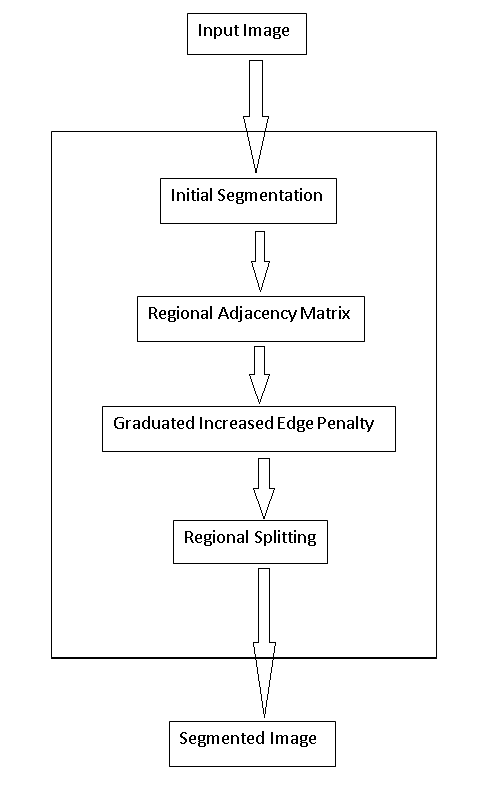 Input Image
Initial Segmentation
Regional Adjacency Matrix
Graduated Increased Edge Penalty
Regional Splitting
Segmented Image